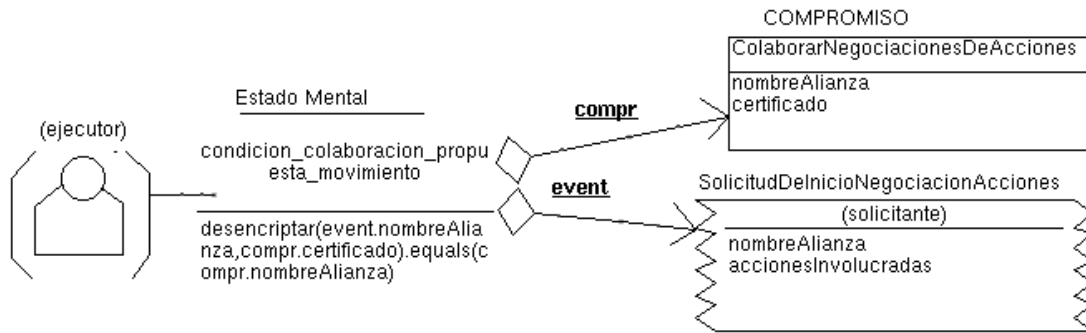 COMPROMISO
ColaborarNegociacionesDeAcciones
nombreAlianza
certificado
Estado Mental
compr
(ejecutor)
condicion_colaboracion_propu
esta_movimiento
event
SolicitudDeInicioNegociacionAcciones
(solicitante)
desencriptar(event.nombreAlia
nza,compr.certificado).equals(c
ompr.nombreAlianza)
nombreAlianza
accionesInvolucradas